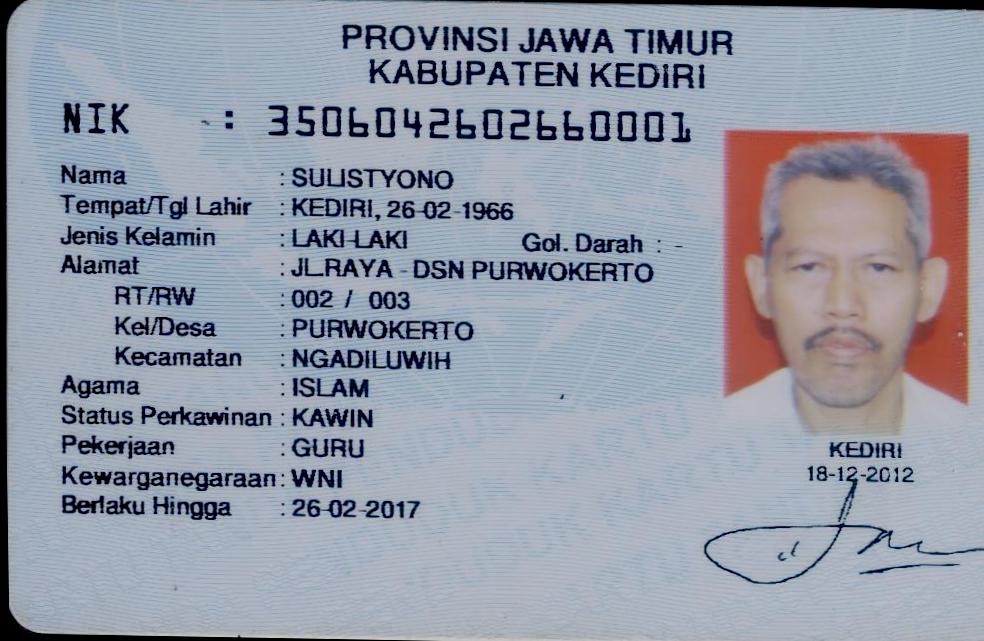 PROVINSI JAWA TIMUR
KABUPATEN KEDIRI
NIK : 3506042602660001
Nama : SULISTYONO
Tempat/Tgl Lahir : KEDIRI, 26-02-1966
Jenis Kelamin : LAKI-LAKI Gol. Darah : -
Alamat : JL.RAYA - DSN PURWOKERTO
RT/RW : 002 / 003
Kel/Desa : PURWOKERTO
Kecamatan : NGADILUWIH
Agama : ISLAM
Status Perkawinan : KAWIN
Pekerjaan : GURU
Kewarganegaraan : WNI
Berlaku Hingga : 26-02-2017
KEDIRI
18-12-2012